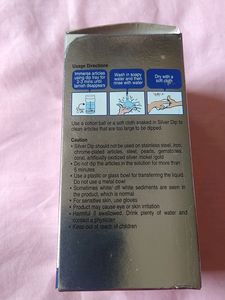 Usage Directions
Immerse articles
using dip tray for
2-3 mins until
tarnish disappears
Wash in soapy
water and then
rinse with water
Dry with a
soft cloth
Use a cotton ball or a soft cloth soaked in Silver Dip to
clean articles that are too large to be dipped.
Caution
• Silver Dip should not be used on stainless steel, iron,
chrome-plated articles, steel, pearls, gematones,
coral, artificially oxidized silver, nickel /gold
• Do not dip the articles in the solution for more than
5 minutes
• Use a plastic or glass bowl for transferring the liquid.
Do not use a metal bowl
• Sometimes white/ off white sediments are seen in
the product, which is normal
• For sensitive skin, use gloves
• Product may cause eye or skin irritation
• Harmful if swallowed. Drink plenty of water and
contact a physician
• Keep out of reach of children